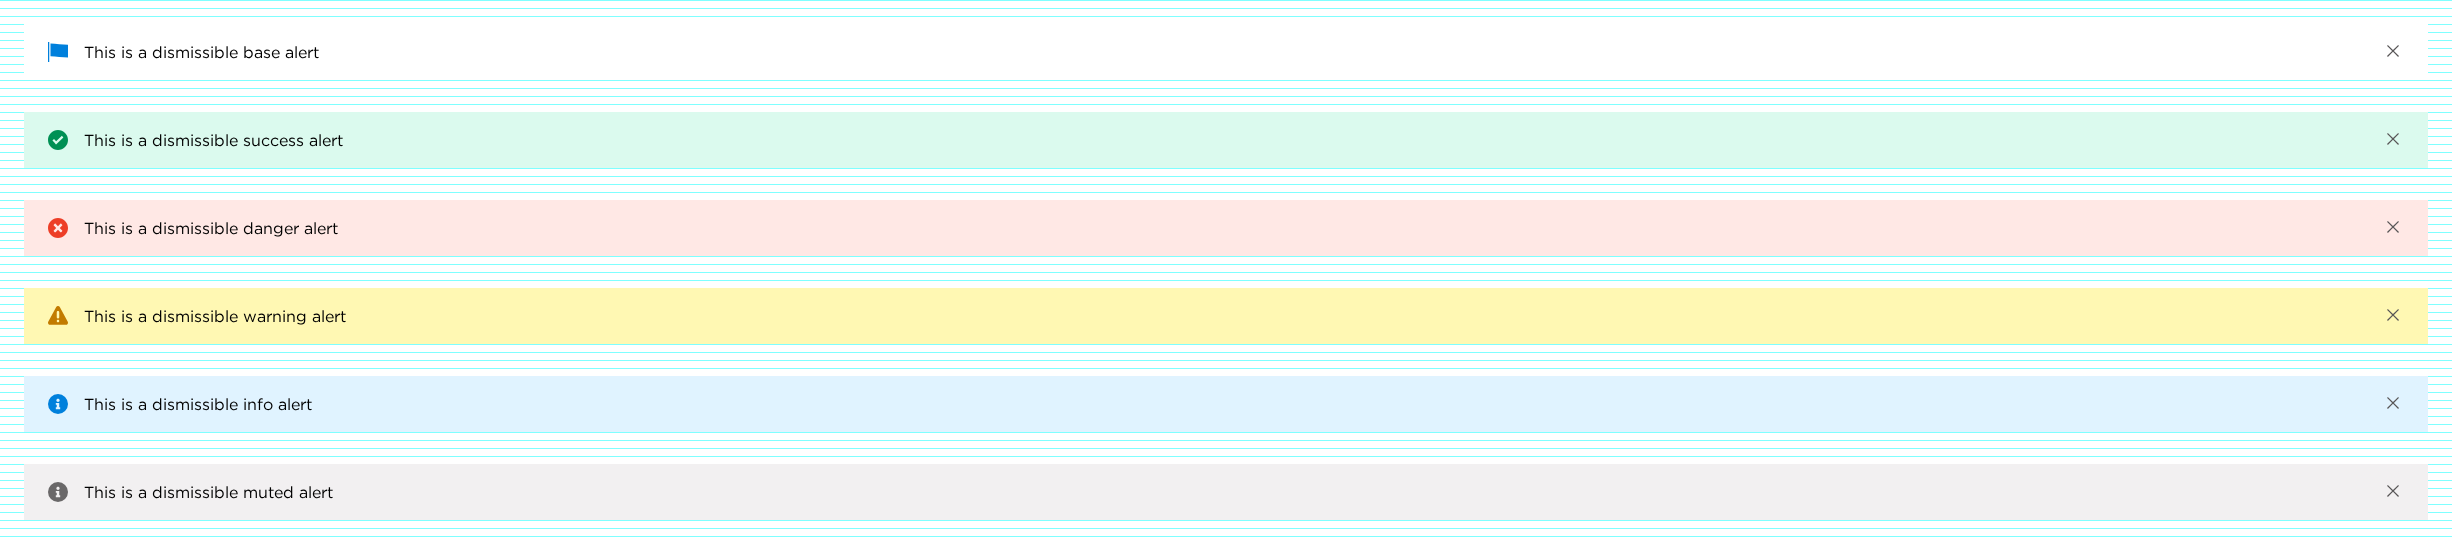 This is a dismissible base alert
This is a dismissible success alert
This is a dismissible danger alert
This is a dismissible warning alert
This is a dismissible info alert
This is a dismissible muted alert